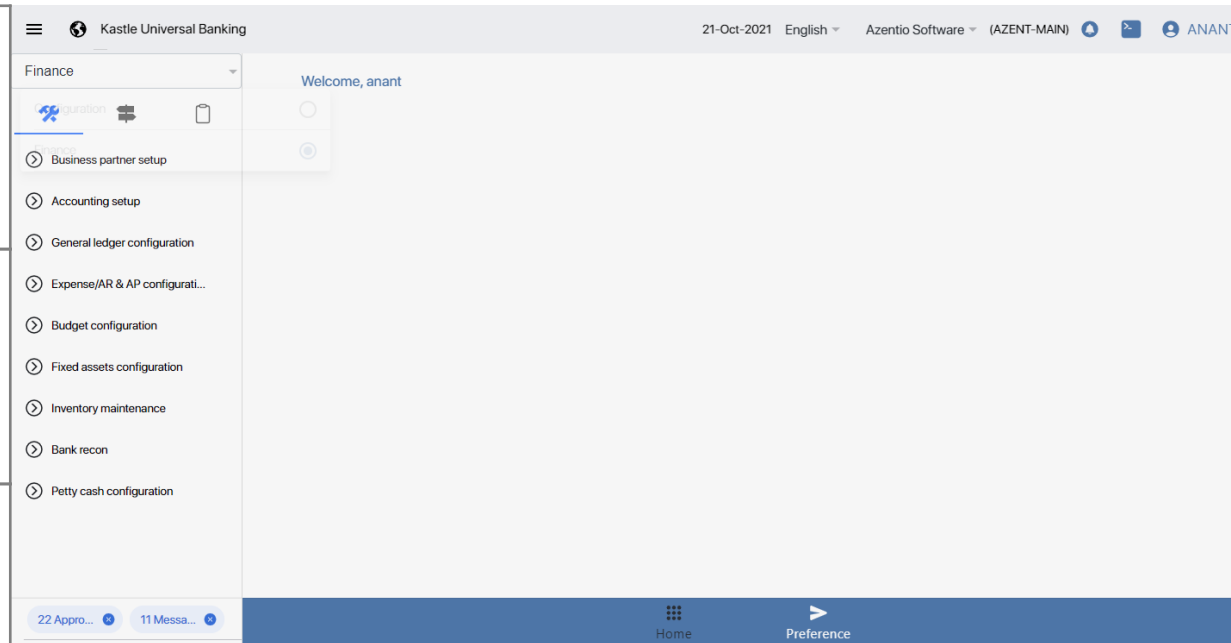 Kastle Universal Banking
21-Oct-2021 English Azentio Software (AZENT-MAIN) ANANT
Finance
Welcome, anant
Configuration
Finance
Business partner setup
Accounting setup
General ledger configuration
Expense/AR & AP configurati...
Budget configuration
Fixed assets configuration
Inventory maintenance
Bank recon
Petty cash configuration
22 Appro... 11 Messa...
Home Preference